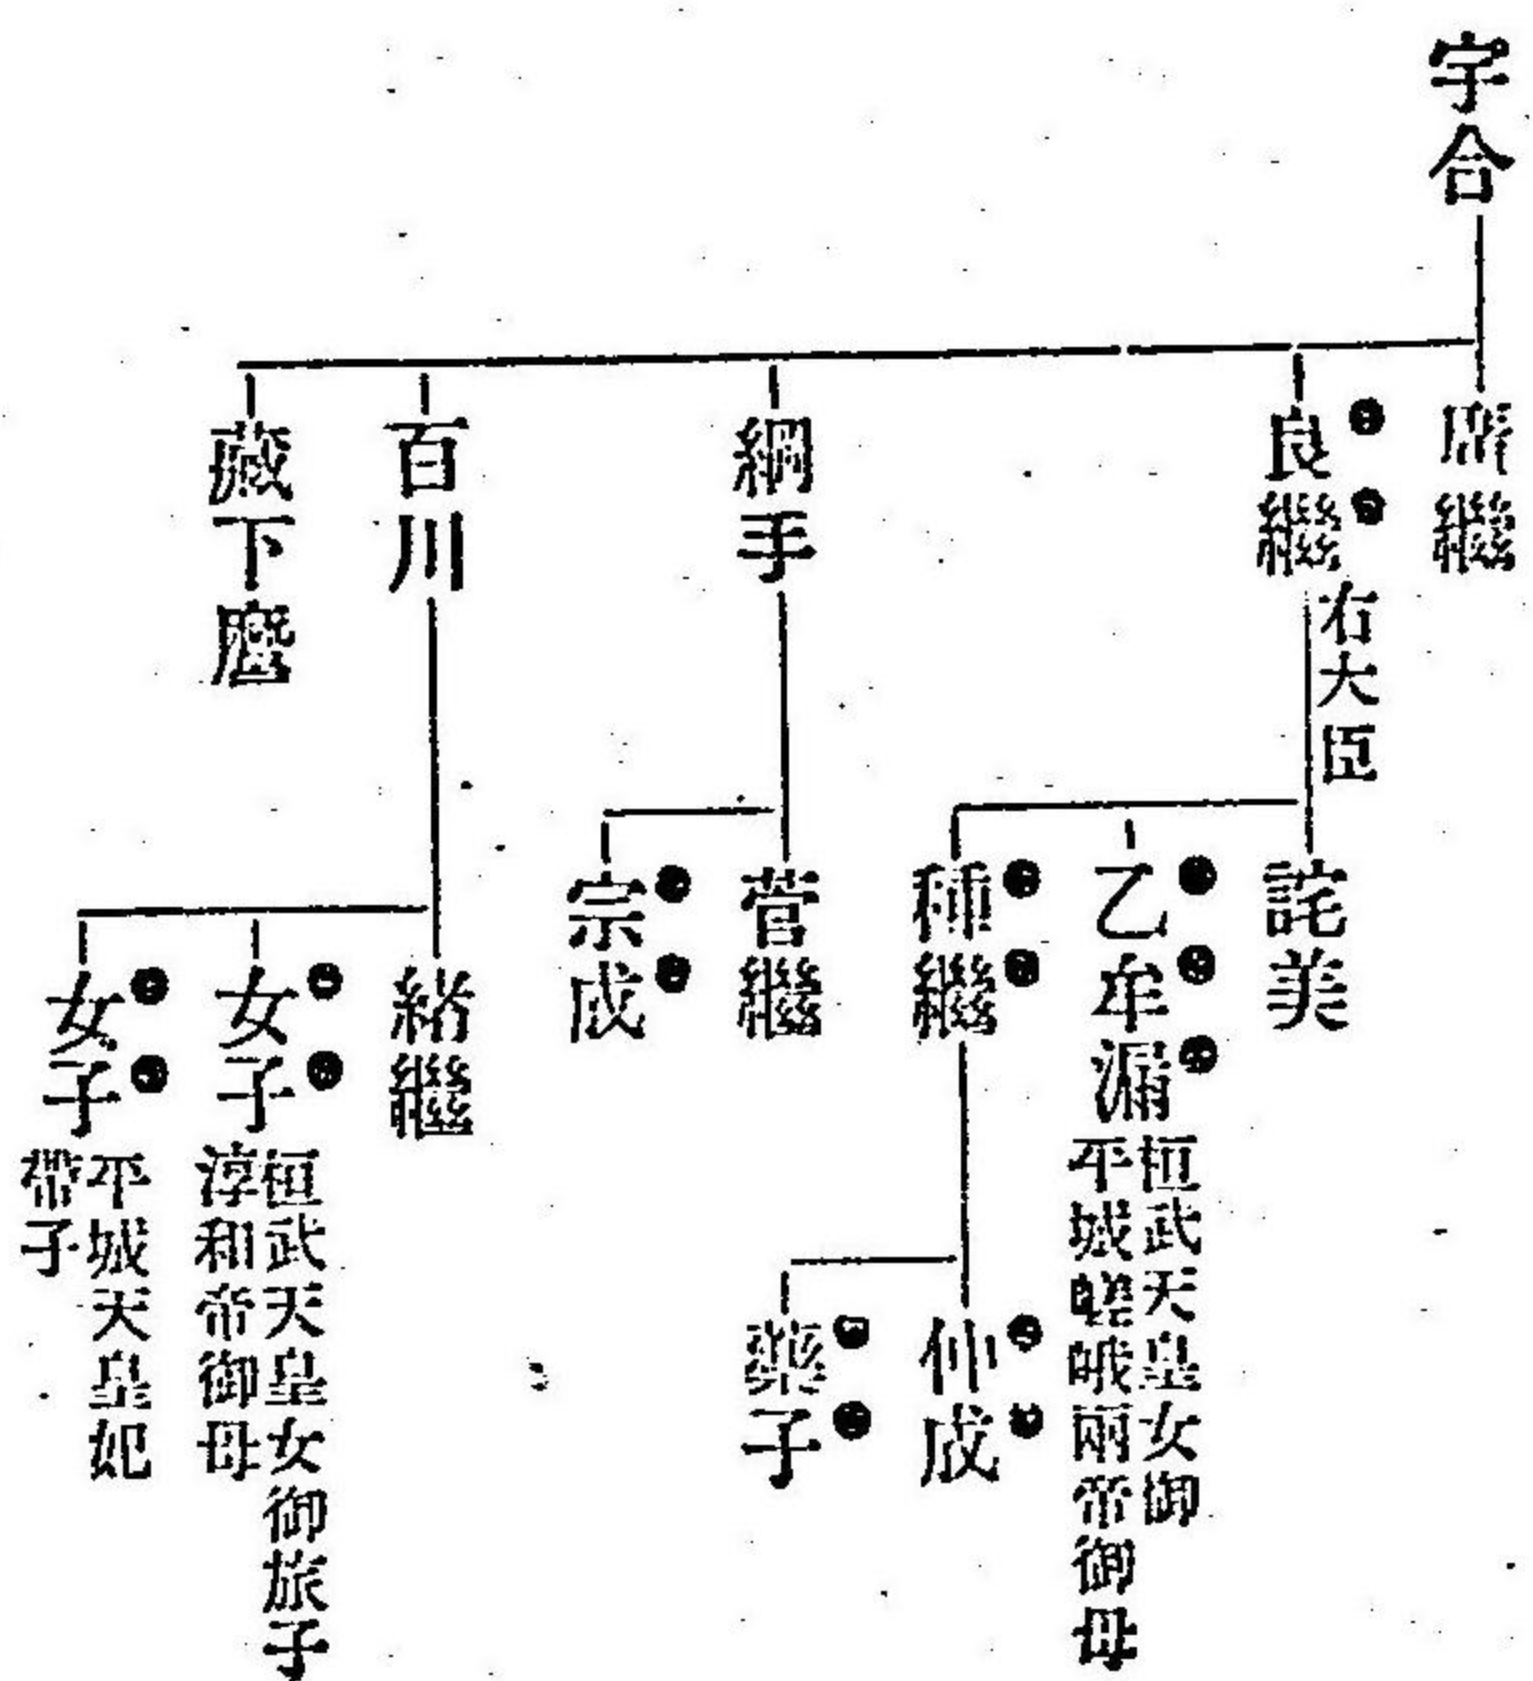 宇合
繼
良繼
右大臣
綱手
百川
藏下麿
詫美
乙牟漏
桓武天皇女御
平城嵯峨兩帝御母
種繼
仲成
藥子
菅繼
宗成
緒繼
女子
桓武天皇女御旅子
淳和帝御母
女子
平城天皇妃
帶子